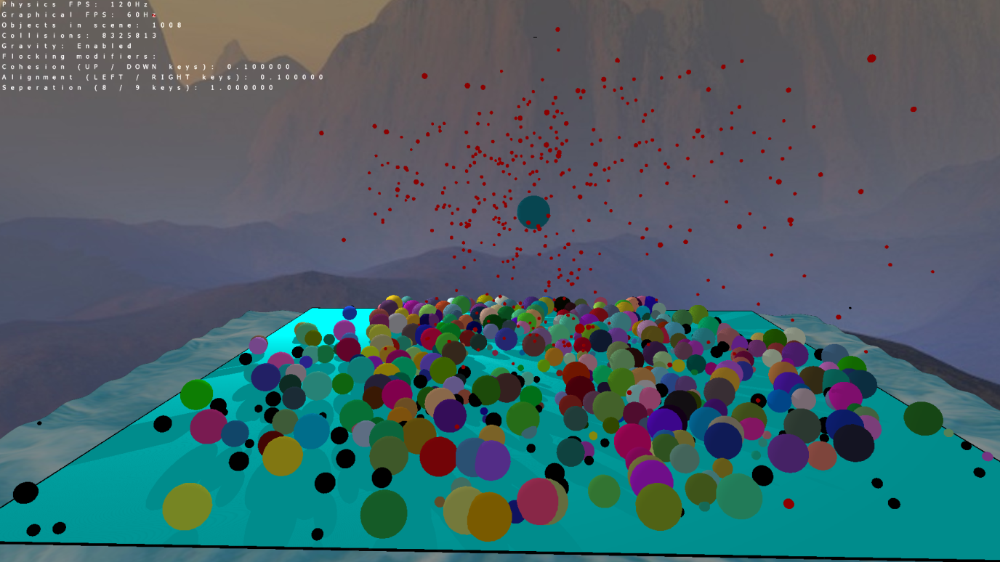 Physics FPS: 120Hz
Graphical FPS: 60Hz
Objects in scene: 1008
Collisions: 8325813
Gravity: Enabled
Flocking modifiers:
Cohesion (UP / DOWN keys): 0.100000
Alignment (LEFT / RIGHT keys): 0.100000
Seperation (8 / 9 keys): 1.000000